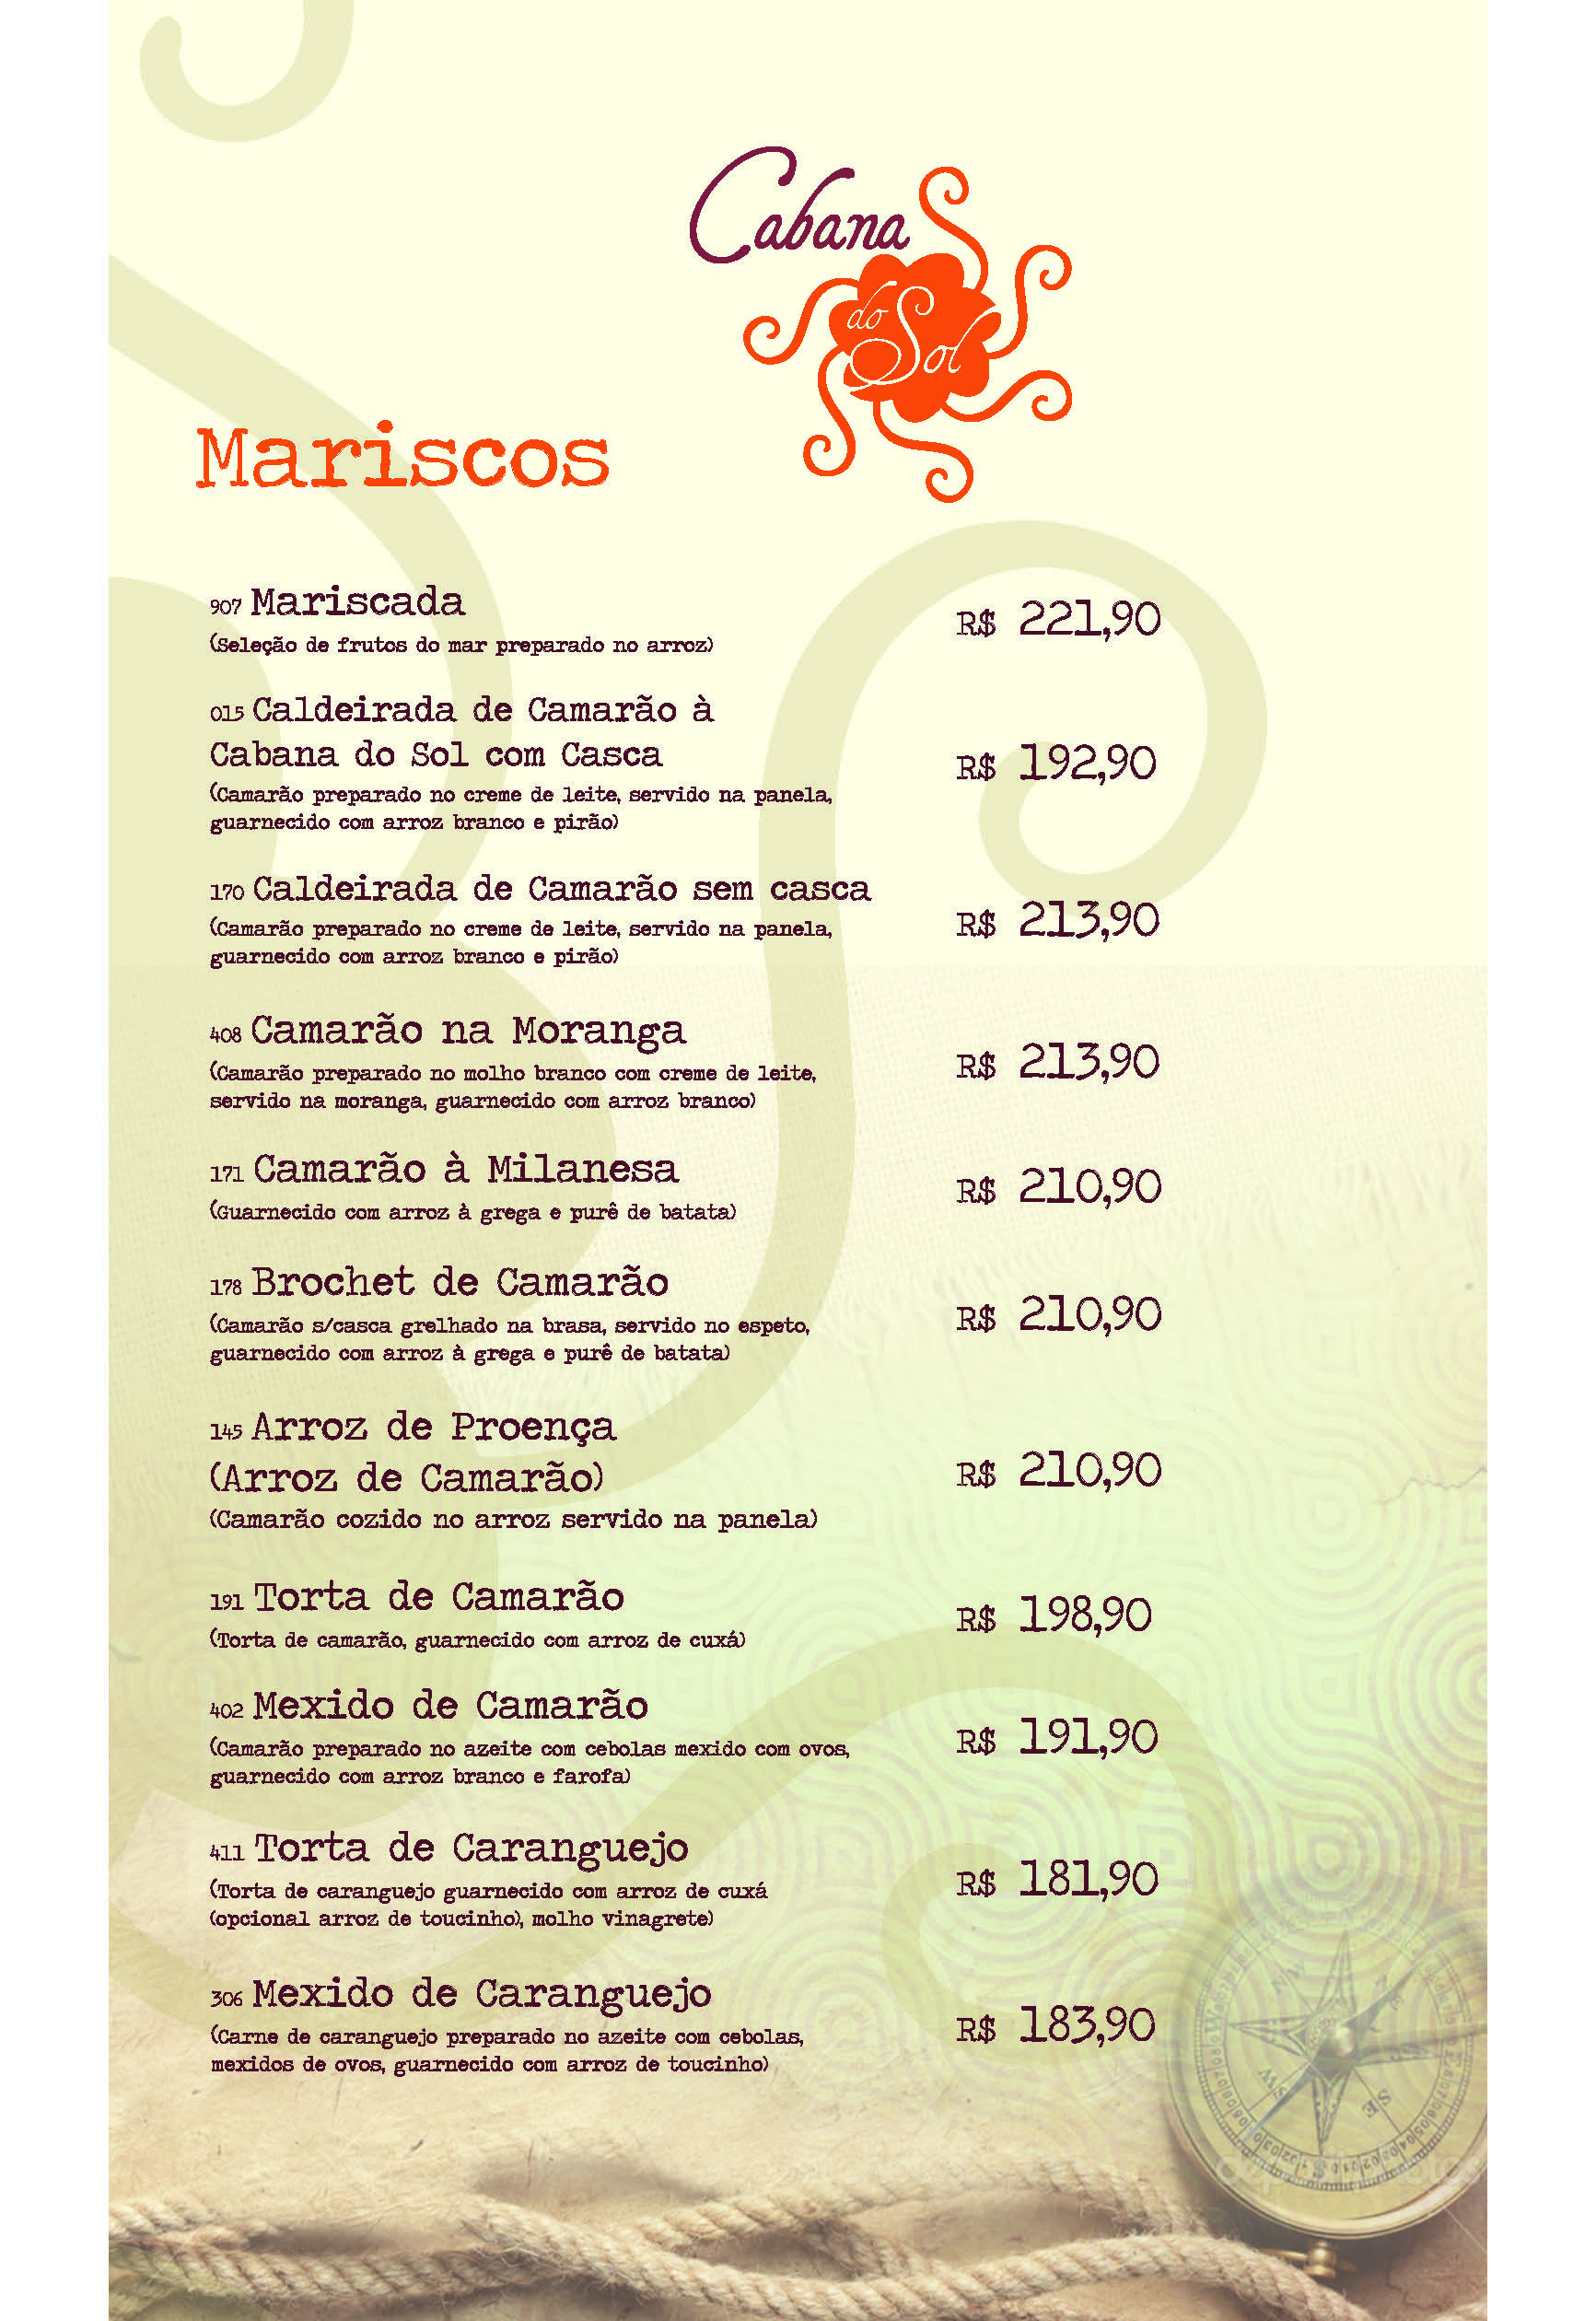 Cabana
do Sol
Mariscos
907 Mariscada
R$ 221,90
(Seleção de frutos do mar preparado no arroz)
015 Caldeirada de Camarão à
Cabana do Sol com Casca
R$ 192,90
(Camarão preparado no creme de leite, servido na panela,
guarnecido com arroz branco e pirão)
170 Caldeirada de Camarão sem casca
R$ 213,90
(Camarão preparado no creme de leite, servido na panela,
guarnecido com arroz branco e pirão)
408 Camarão na Moranga
R$ 213,90
(Camarão preparado no molho branco com creme de leite,
servido na moranga, guarnecido com arroz branco)
171 Camarão à Milanesa
R$ 210,90
(Guarnecido com arroz à grega e purê de batata)
178 Brochet de Camarão
R$ 210,90
(Camarão s/casca grelhado na brasa, servido no espeto,
guarnecido com arroz à grega e purê de batata)
145 Arroz de Proença
(Arroz de Camarão)
R$ 210,90
(Camarão cozido no arroz servido na panela)
191 Torta de Camarão
R$ 198,90
(Torta de camarão, guarnecido com arroz de cuxá)
402 Mexido de Camarão
R$ 191,90
(Camarão preparado no azeite com cebolas mexido com ovos,
guarnecido com arroz branco e farofa)
411 Torta de Caranguejo
R$ 181,90
(Torta de caranguejo guarnecido com arroz de cuxá
(opcional arroz de toucinho), molho vinagrete)
306 Mexido de Caranguejo
R$ 183,90
(Carne de caranguejo preparado no azeite com cebolas,
mexidos de ovos, guarnecido com arroz de toucinho)
NW
SW
SE